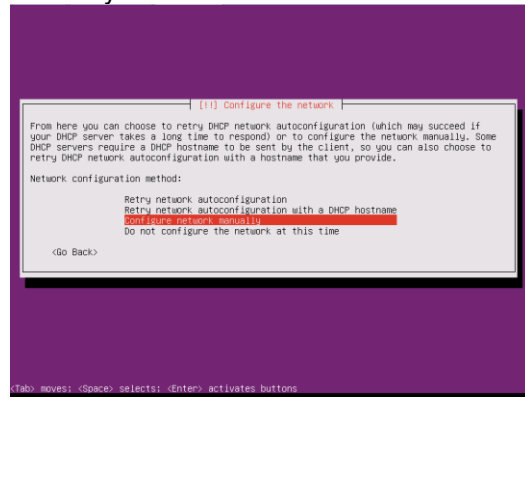 [!!] Configure the network
From here you can choose to retry DHCP network autoconfiguration (which may succeed if
your DHCP server takes a long time to respond) or to configure the network manually. Some
DHCP servers require a DHCP hostname to be sent by the client, so you can also choose to
retry DHCP network autoconfiguration with a hostname that you provide.
Network configuration method:
Retry network autoconfiguration
Retry network autoconfiguration with a DHCP hostname
Configure network manually
Do not configure the network at this time
<Go Back>
<Tab> moves; <Space> selects; <Enter> activates buttons